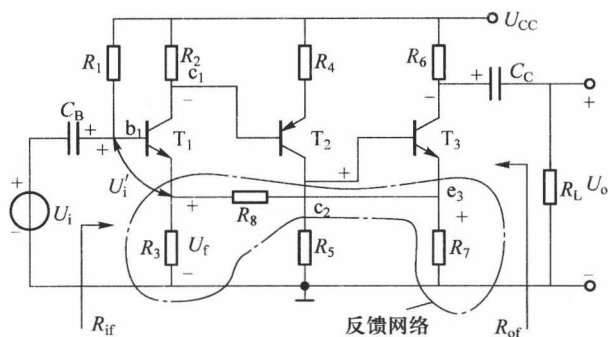 U_CC
R_1 R_2 R_4 R_6
c_1 + C_C
C_B + + b_1 T_1 T_2 + T_3 +
+ U_i U_i' + R_8 c_2 e_3 + R_L U_o
R_3 U_f R_5 R_7
R_if 反馈网络 R_of